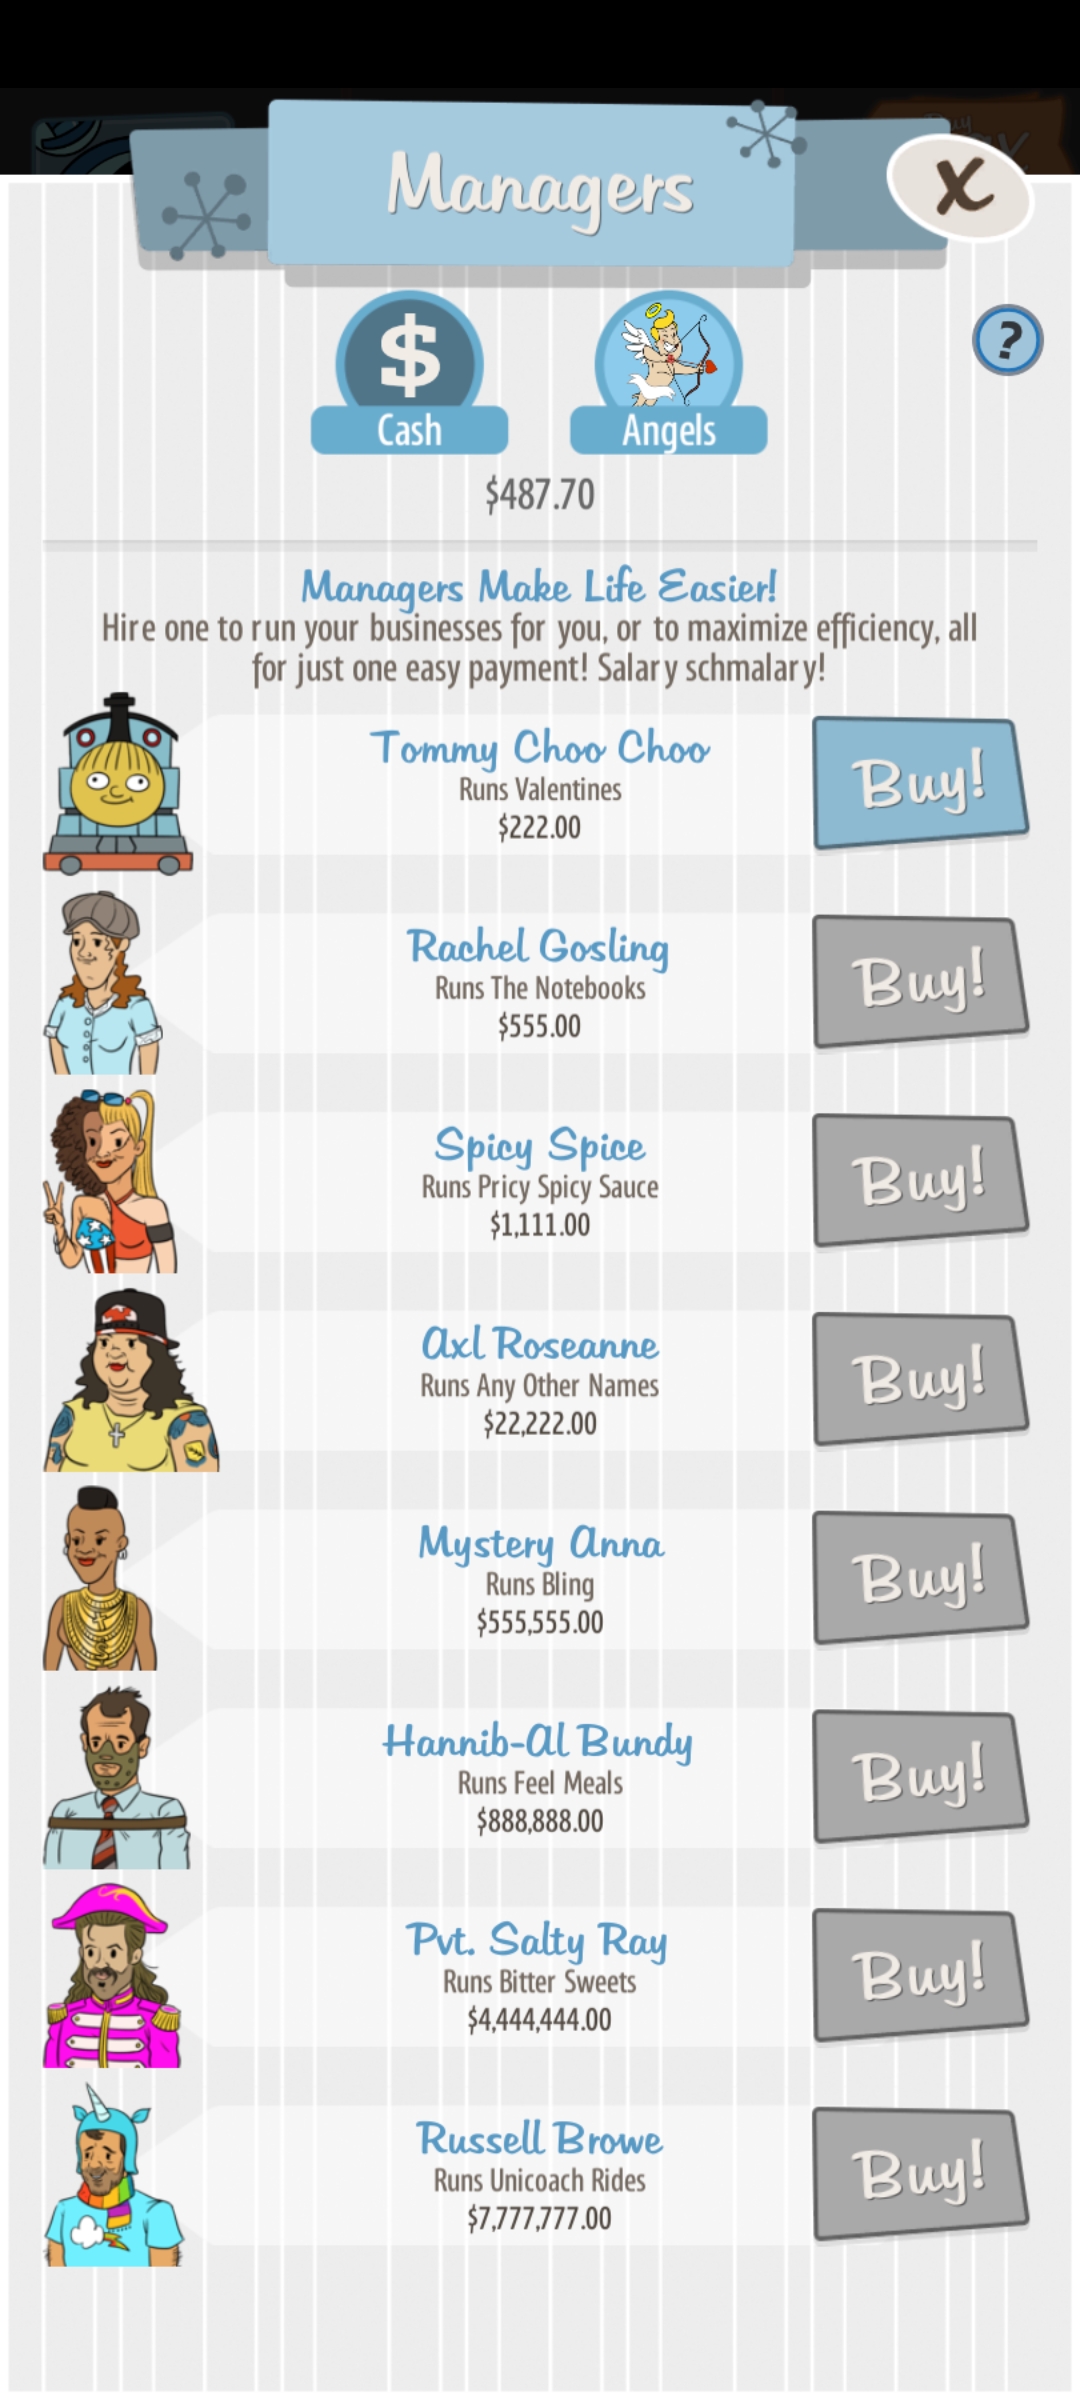 Managers
X
$
Cash
Angels
?
$487.70
Managers Make Life Easier!
Hire one to run your businesses for you, or to maximize efficiency, all
for just one easy payment! Salary schmalary!
Tommy Choo Choo
Runs Valentines
$222.00
Buy!
Rachel Gosling
Runs The Notebooks
$555.00
Buy!
Spicy Spice
Runs Pricy Spicy Sauce
$1,111.00
Buy!
Axl Roseanne
Runs Any Other Names
$22,222.00
Buy!
Mystery Anna
Runs Bling
$555,555.00
Buy!
Hannib-Al Bundy
Runs Feel Meals
$888,888.00
Buy!
Pvt. Salty Ray
Runs Bitter Sweets
$4,444,444.00
Buy!
Russell Browe
Runs Unicoach Rides
$7,777,777.00
Buy!